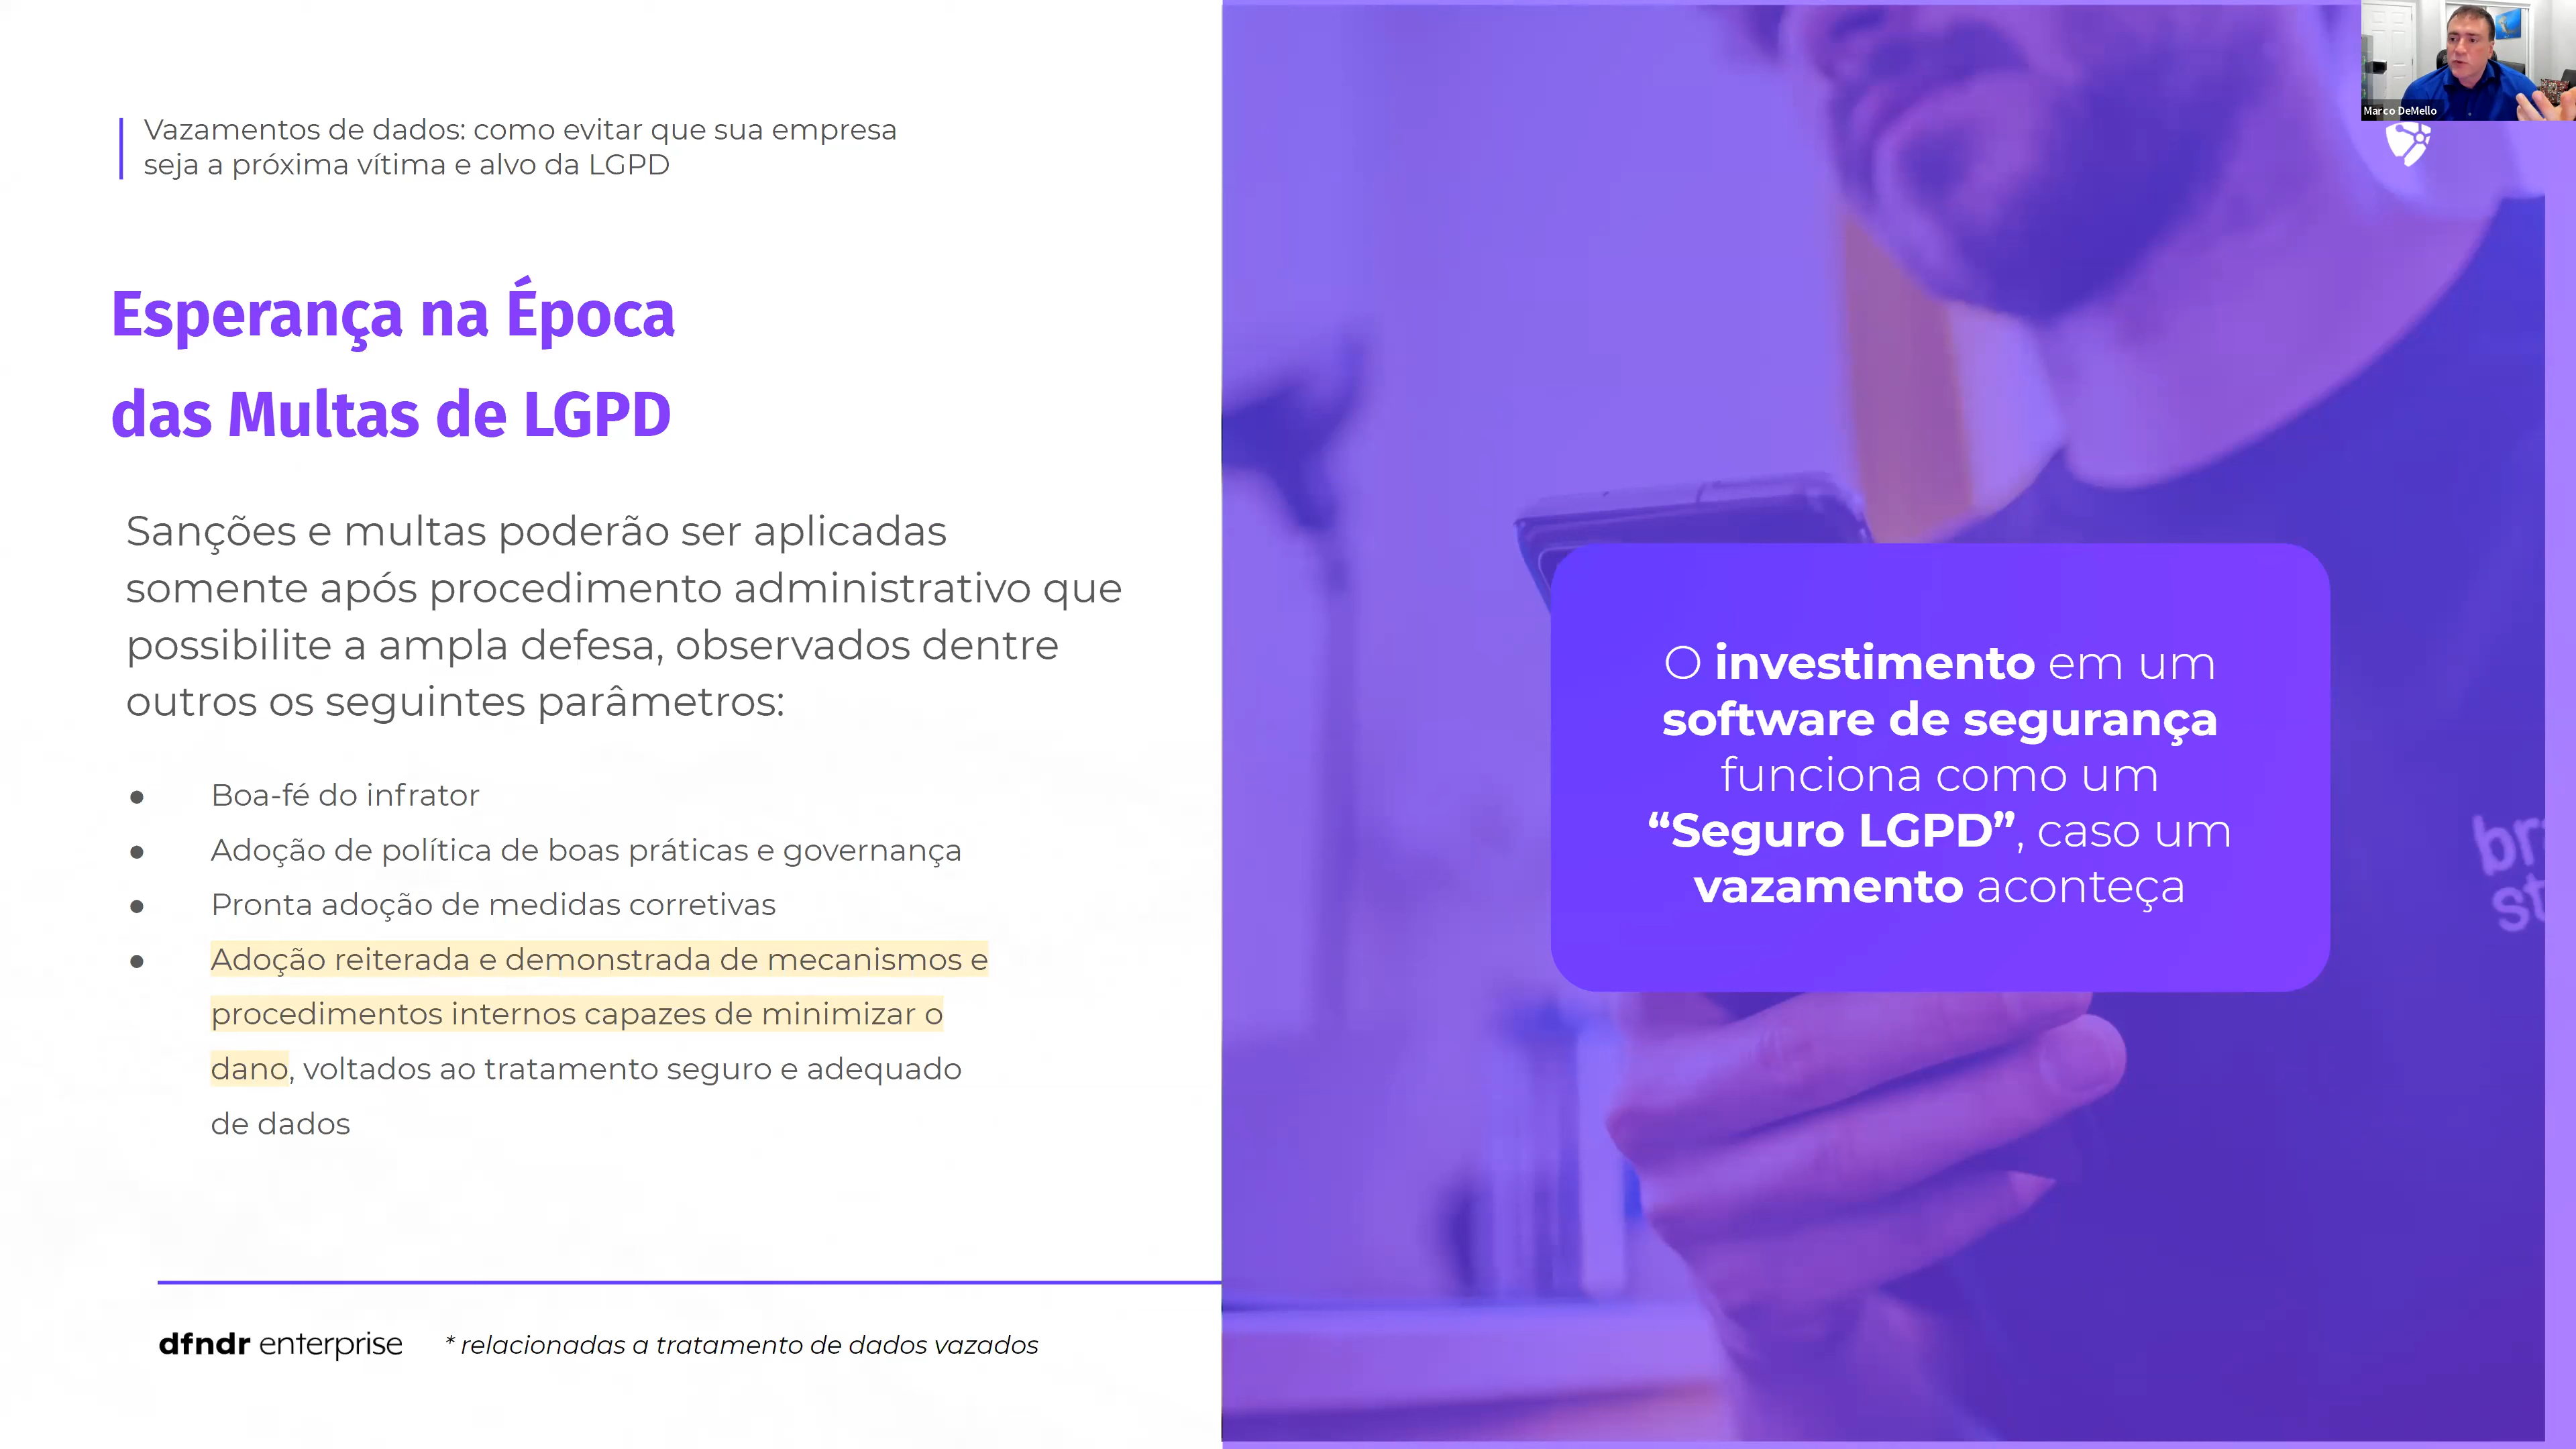 Vazamentos de dados: como evitar que sua empresa
seja a próxima vítima e alvo da LGPD
Esperança na Época
das Multas de LGPD
Sanções e multas poderão ser aplicadas
somente após procedimento administrativo que
possibilite a ampla defesa, observados dentre
outros os seguintes parâmetros:
● Boa-fé do infrator
● Adoção de política de boas práticas e governança
● Pronta adoção de medidas corretivas
● Adoção reiterada e demonstrada de mecanismos e
procedimentos internos capazes de minimizar o
dano, voltados ao tratamento seguro e adequado
de dados
dfndr enterprise * relacionadas a tratamento de dados vazados
Marco DeMello
O investimento em um
software de segurança
funciona como um
“Seguro LGPD”, caso um
vazamento aconteça